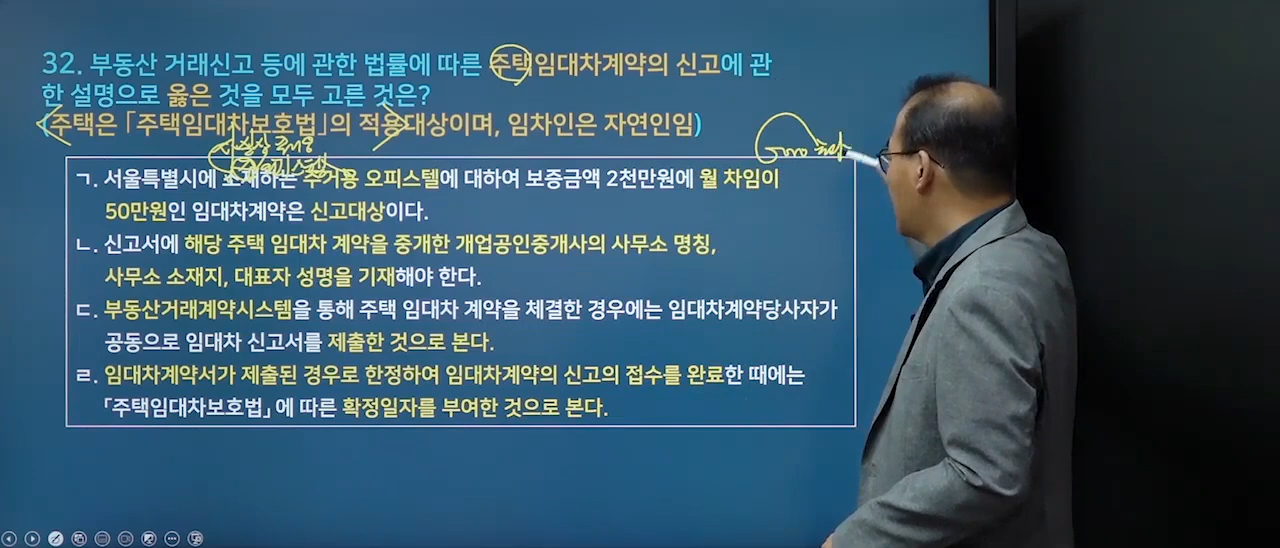 32. 부동산 거래신고 등에 관한 법률에 따른 주택임대차계약의 신고에 관
한 설명으로 옳은 것을 모두 고른 것은?
(주택은 「주택임대차보호법」의 적용대상이며, 임차인은 자연인임)
ㄱ. 서울특별시에 소재하는 주거용 오피스텔에 대하여 보증금액 2천만원에 월 차임이
50만원인 임대차계약은 신고대상이다.
ㄴ. 신고서에 해당 주택 임대차 계약을 중개한 개업공인중개사의 사무소 명칭,
사무소 소재지, 대표자 성명을 기재해야 한다.
ㄷ. 부동산거래계약시스템을 통해 주택 임대차 계약을 체결한 경우에는 임대차계약당사자가
공동으로 임대차 신고서를 제출한 것으로 본다.
ㄹ. 임대차계약서가 제출된 경우로 한정하여 임대차계약의 신고의 접수를 완료한 때에는
「주택임대차보호법」에 따른 확정일자를 부여한 것으로 본다.